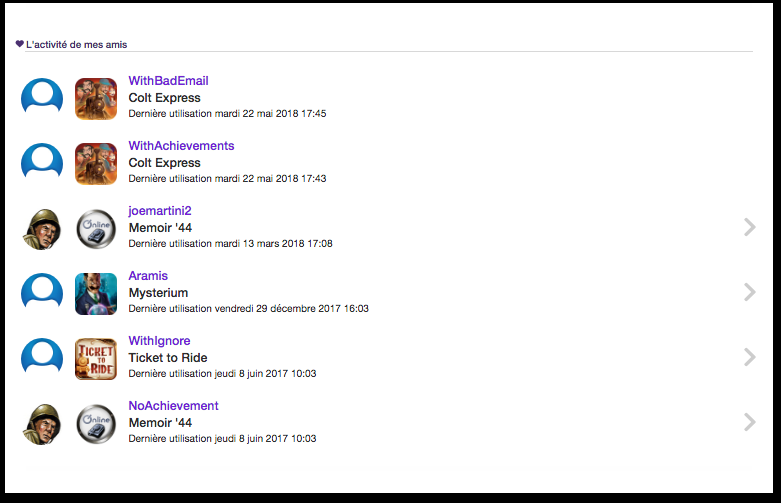 L'activité de mes amis
WithBadEmail
Colt Express
Dernière utilisation mardi 22 mai 2018 17:45
WithAchievements
Colt Express
Dernière utilisation mardi 22 mai 2018 17:43
joemartini2
Online
Memoir '44
Dernière utilisation mardi 13 mars 2018 17:08
Aramis
Mysterium
Dernière utilisation vendredi 29 décembre 2017 16:03
WithIgnore
TICKET
TO
RIDE
Ticket to Ride
Dernière utilisation jeudi 8 juin 2017 10:03
NoAchievement
Online
Memoir '44
Dernière utilisation jeudi 8 juin 2017 10:03